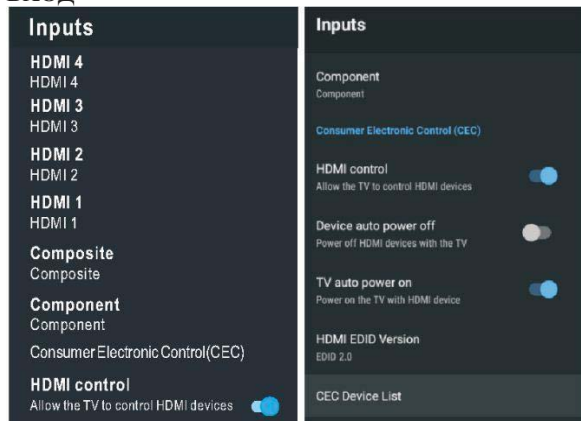 Inputs
HDMI 4
HDMI 4
HDMI 3
HDMI 3
HDMI 2
HDMI 2
HDMI 1
HDMI 1
Composite
Composite
Component
Component
Consumer Electronic Control(CEC)
HDMI control
Allow the TV to control HDMI devices
Inputs
Component
Component
Consumer Electronic Control (CEC)
HDMI control
Allow the TV to control HDMI devices
Device auto power off
Power off HDMI devices with the TV
TV auto power on
Power on the TV with HDMI device
HDMI EDID Version
EDID 2.0
CEC Device List